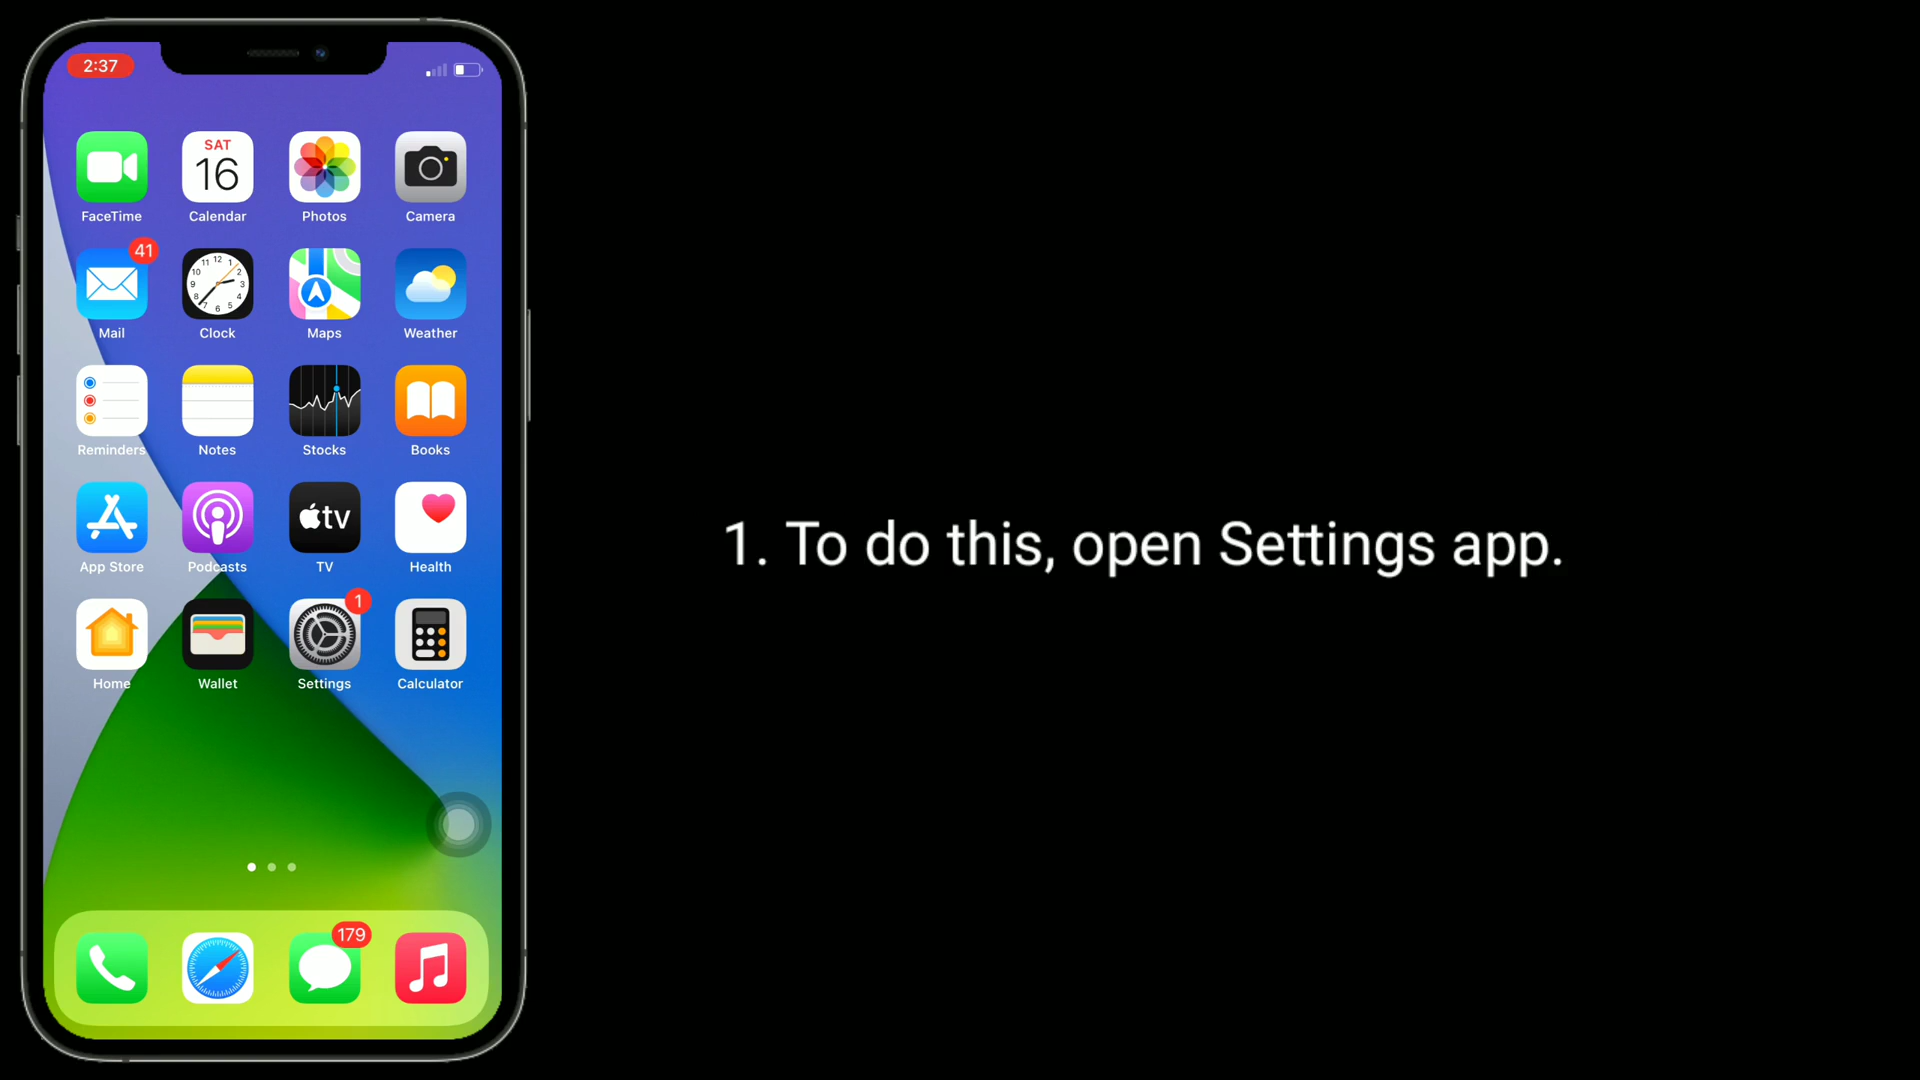 2:37
SAT
16
FaceTime
Calendar
Photos
Camera
41
Mail
Clock
Maps
Weather
Reminders
Notes
Stocks
Books
tv
App Store
Podcasts
TV
Health
1
Home
Wallet
Settings
Calculator
179
1. To do this, open Settings app.